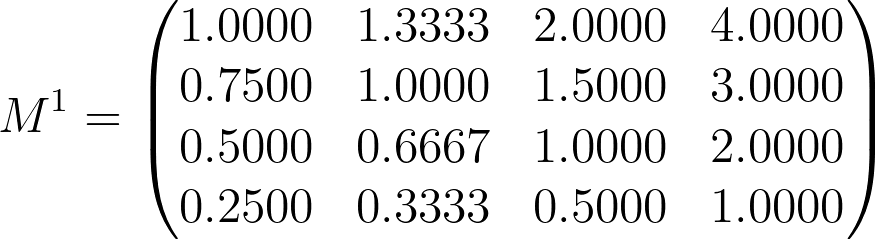 1.0000 1.3333 2.0000 4.0000
0.7500 1.0000 1.5000 3.0000
M¹ =
0.5000 0.6667 1.0000 2.0000
0.2500 0.3333 0.5000 1.0000